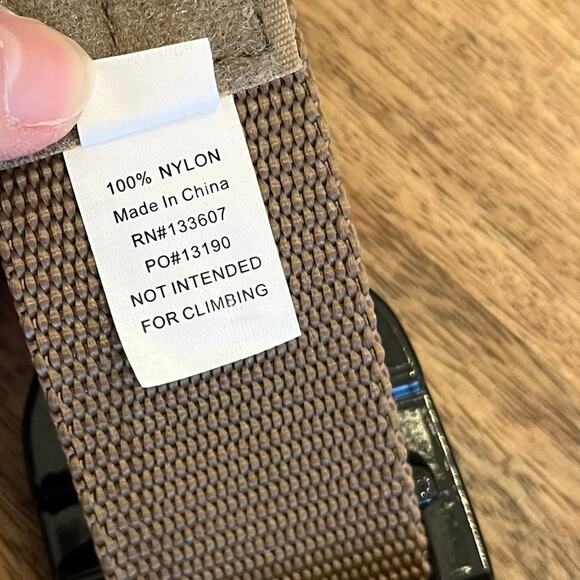 100% NYLON
Made In China
RN#133607
PO#13190
NOT INTENDED
FOR CLIMBING